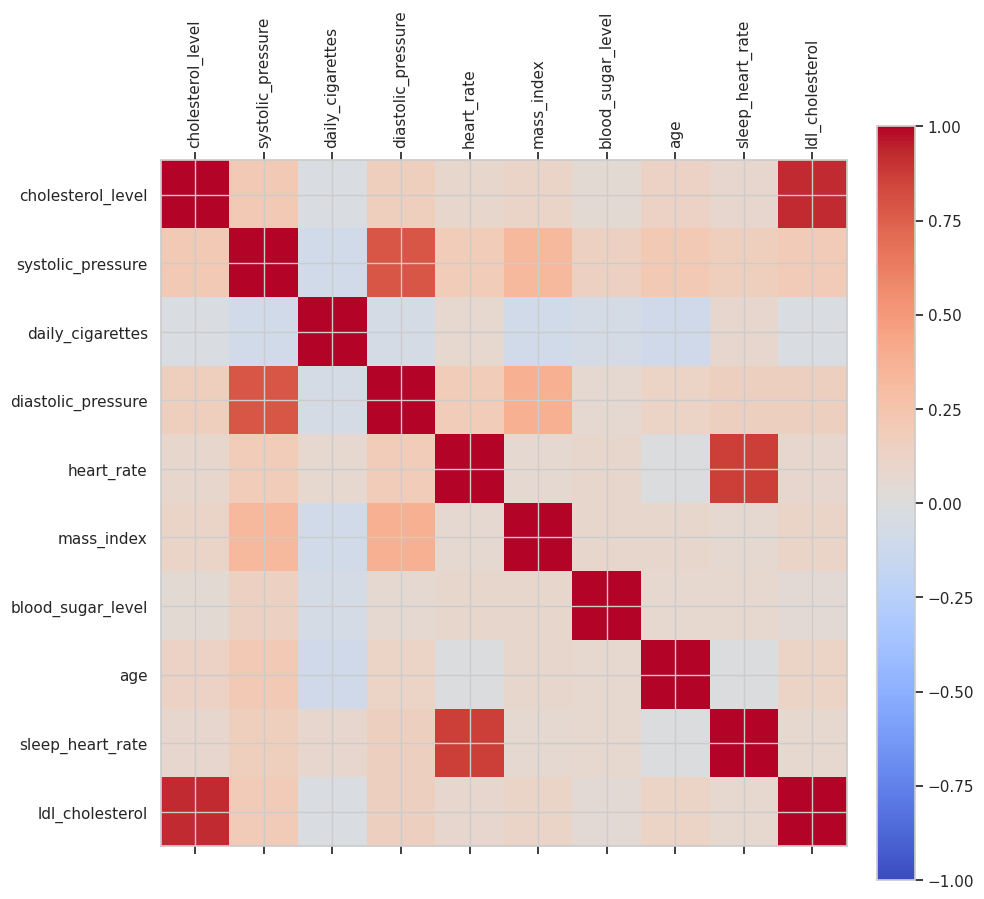 cholesterol_level
systolic_pressure
daily_cigarettes
diastolic_pressure
heart_rate
mass_index
blood_sugar_level
age
sleep_heart_rate
ldl_cholesterol
cholesterol_level
systolic_pressure
daily_cigarettes
diastolic_pressure
heart_rate
mass_index
blood_sugar_level
age
sleep_heart_rate
ldl_cholesterol
1.00
0.75
0.50
0.25
0.00
−0.25
−0.50
−0.75
−1.00